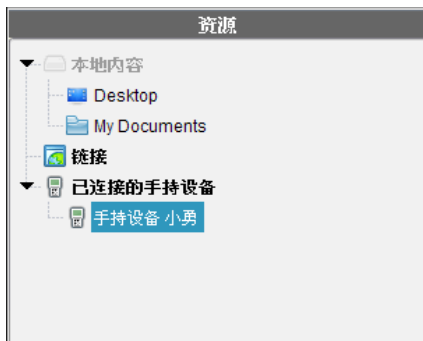 资源
本地内容
Desktop
My Documents
链接
已连接的手持设备
手持设备 小勇